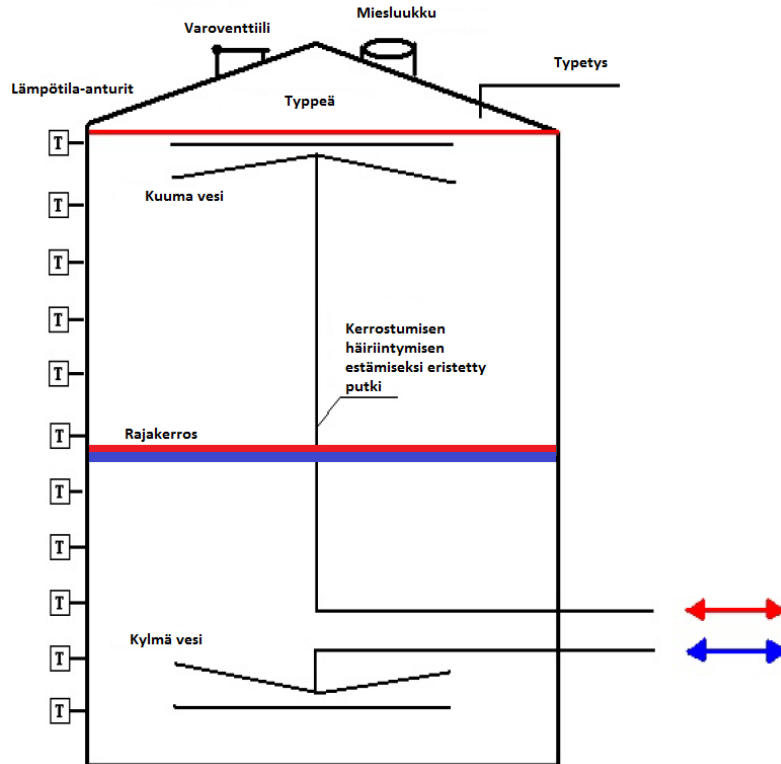 Miesluukku
Varoventtiili
Typetys
Lämpötila-anturit
Typpeä
T
T
Kuuma vesi
T
T
Kerrostumisen
häiriintymisen
estämiseksi eristetty
putki
T
T
Rajakerros
T
T
T
Kylmä vesi
T
T